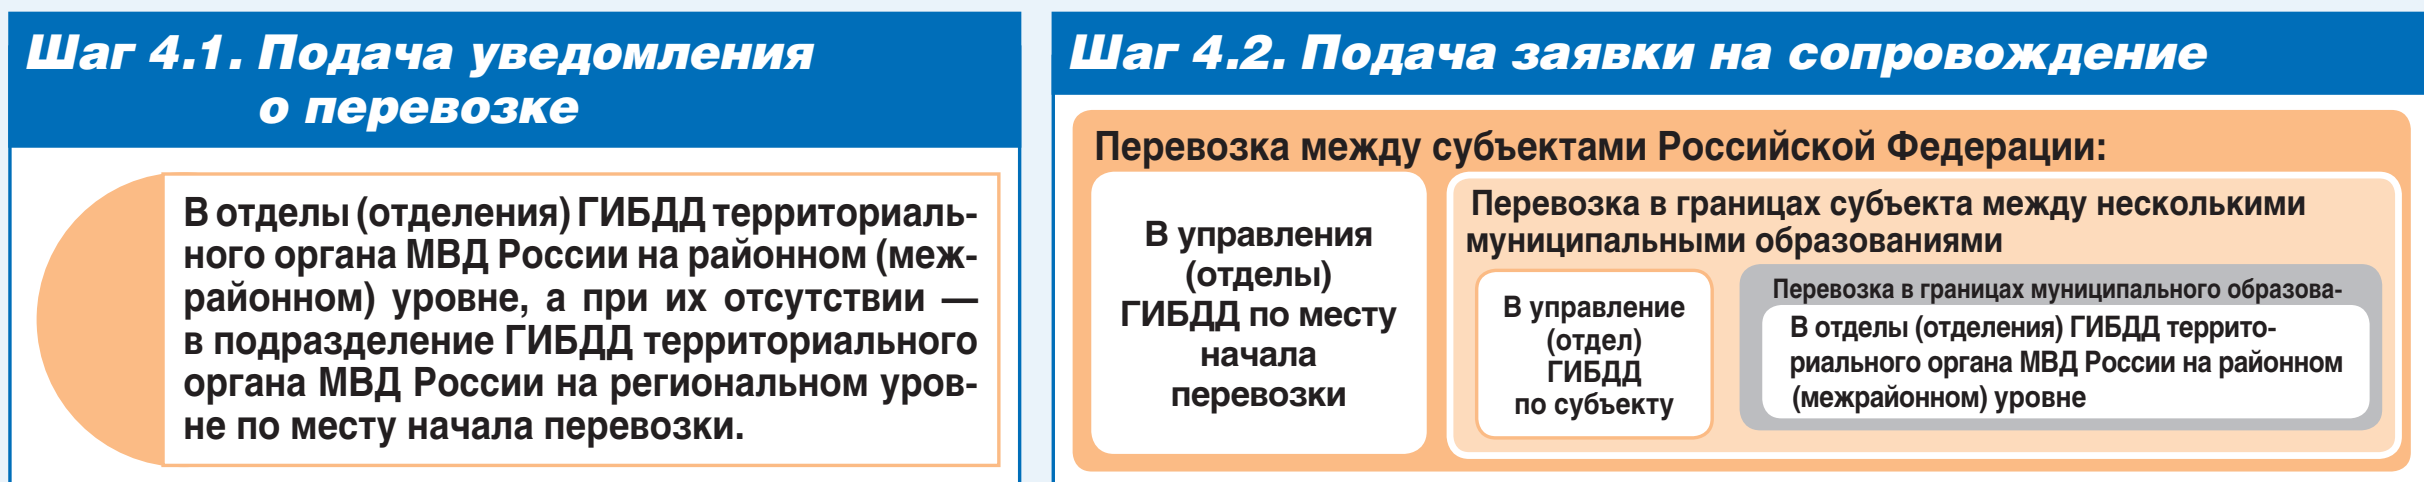 Шаг 4.1. Подача уведомления
о перевозке
В отделы (отделения) ГИБДД территориаль-
ного органа МВД России на районном (меж-
районном) уровне, а при их отсутствии —
в подразделение ГИБДД территориального
органа МВД России на региональном уров-
не по месту начала перевозки.
Шаг 4.2. Подача заявки на сопровождение
Перевозка между субъектами Российской Федерации:
В управления
(отделы)
ГИБДД по месту
начала
перевозки
Перевозка в границах субъекта между несколькими
муниципальными образованиями
В управление
(отдел)
ГИБДД
по субъекту
Перевозка в границах муниципального образова-
В отделы (отделения) ГИБДД террито-
риального органа МВД России на районном
(межрайонном) уровне